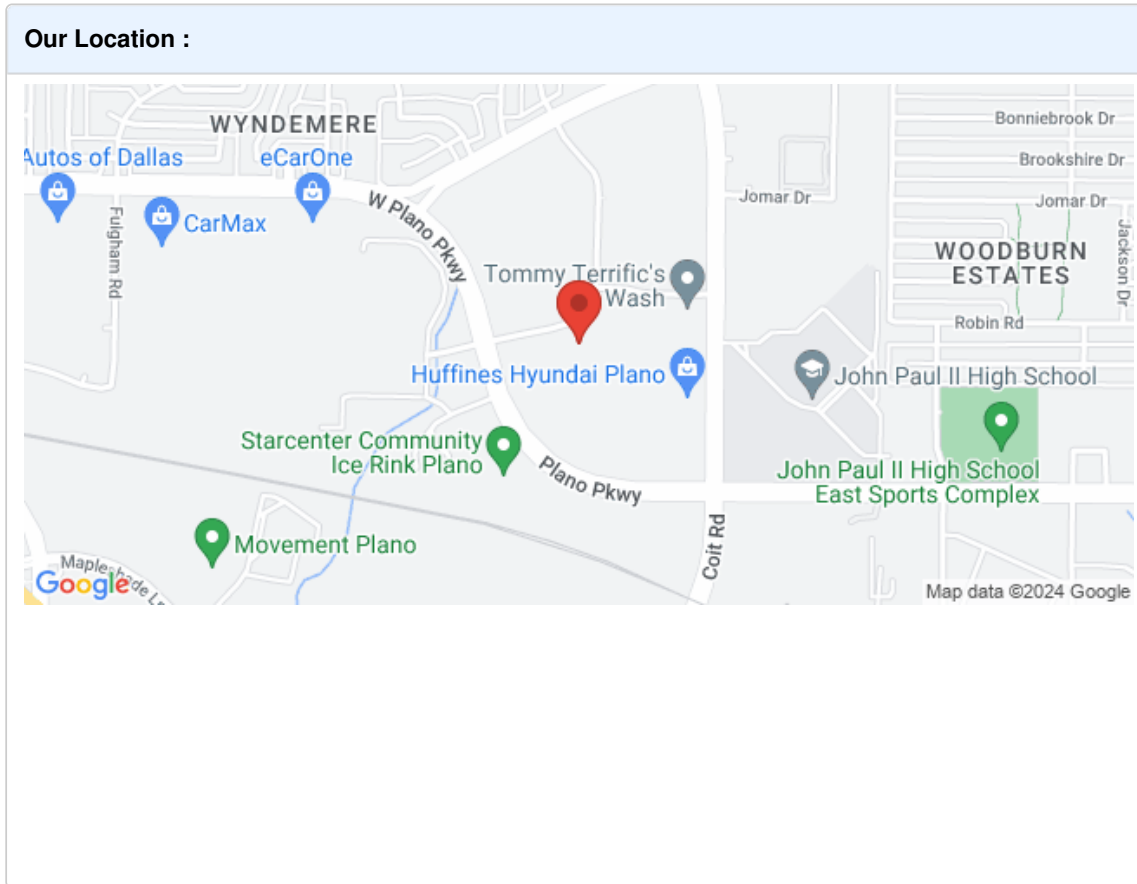 Our Location :
WYNDEMERE
Bonniebrook Dr
Autos of Dallas
eCarOne
Brookshire Dr
CarMax
W Plano Pkwy
Jomar Dr
Jomar Dr
Fulgham Rd
Jackson Dr
WOODBURN
ESTATES
Tommy Terrific's
Wash
Robin Rd
Huffines Hyundai Plano
John Paul II High School
Starcenter Community
Ice Rink Plano
Plano Pkwy
John Paul II High School
East Sports Complex
Coit Rd
Movement Plano
Mapleshade Ln
Google
Map data ©2024 Google